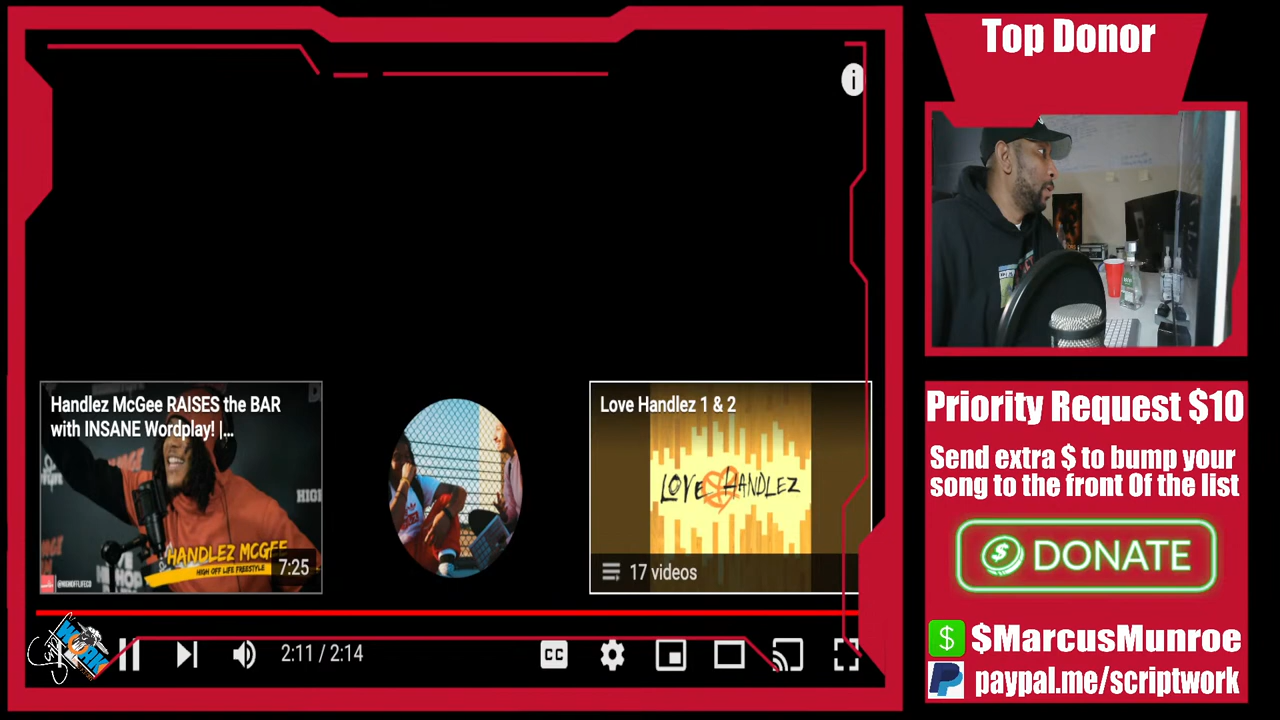 Top Donor
i
Handlez McGee RAISES the BAR
with INSANE Wordplay! |...
HANDLEZ MCGEE
HIGH OFF LIFE FREESTYLE
@HIGHOFFLIFECO
7:25
Love Handlez 1 & 2
LOVE HANDLEZ
17 videos
2:11 / 2:14
CC
Priority Request $10
Send extra $ to bump your
song to the front Of the list
$ DONATE
$ $MarcusMunroe
paypal.me/scriptwork